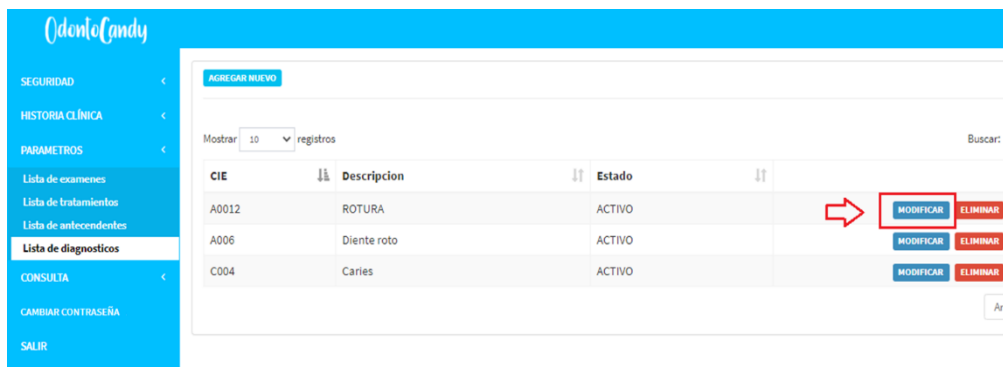 OdontoCandy
SEGURIDAD
HISTORIA CLÍNICA
PARAMETROS
Lista de examenes
Lista de tratamientos
Lista de antecendentes
Lista de diagnosticos
CONSULTA
CAMBIAR CONTRASEÑA
SALIR
AGREGAR NUEVO
Mostrar 10 registros
Buscar:
CIE Descripcion Estado
A0012 ROTURA ACTIVO MODIFICAR ELIMINAR
A006 Diente roto ACTIVO MODIFICAR ELIMINAR
C004 Caries ACTIVO MODIFICAR ELIMINAR